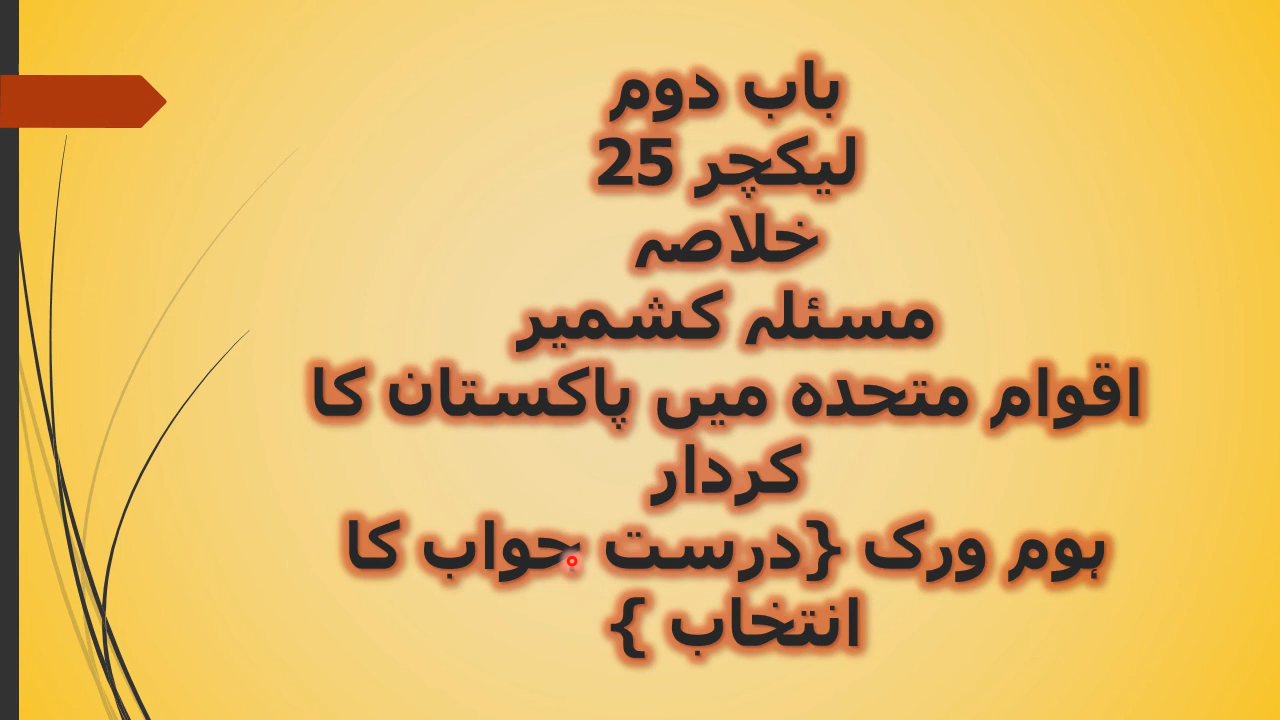 باب دوم
لیکچر 25
خلاصہ
مسئلہ کشمیر
اقوام متحدہ میں پاکستان کا
کردار
ہوم ورک {درست جواب کا
انتخاب }